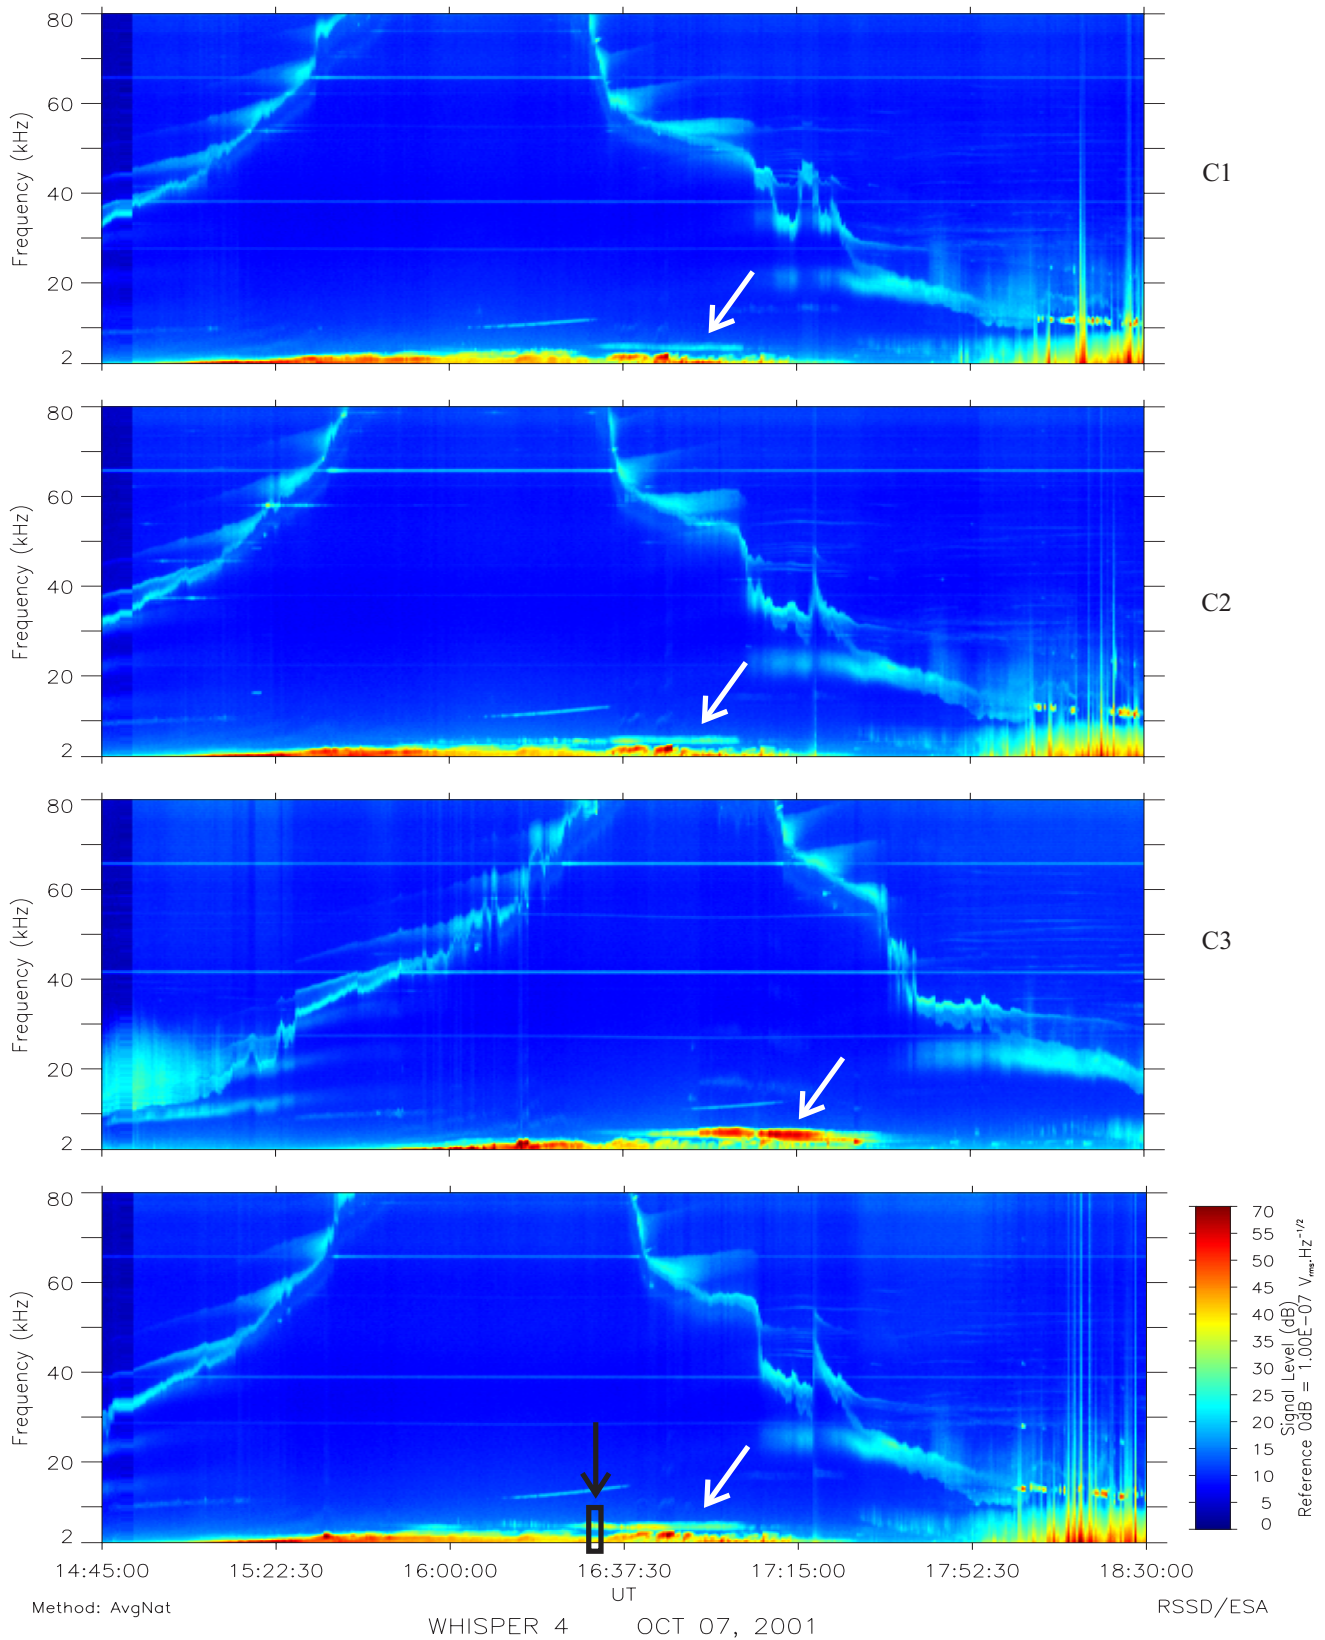 80
60
40
20
2
Frequency (kHz)
C1
80
60
40
20
2
Frequency (kHz)
C2
80
60
40
20
2
Frequency (kHz)
C3
80
60
40
20
2
Frequency (kHz)
70
55
50
45
40
35
30
25
20
15
10
5
0
Signal Level (dB)
Reference 0dB = 1.00E-07 Vrms.Hz-1/2
14:45:00 15:22:30 16:00:00 16:37:30 17:15:00 17:52:30 18:30:00
UT
Method: AvgNat
RSSD/ESA
WHISPER 4 OCT 07, 2001